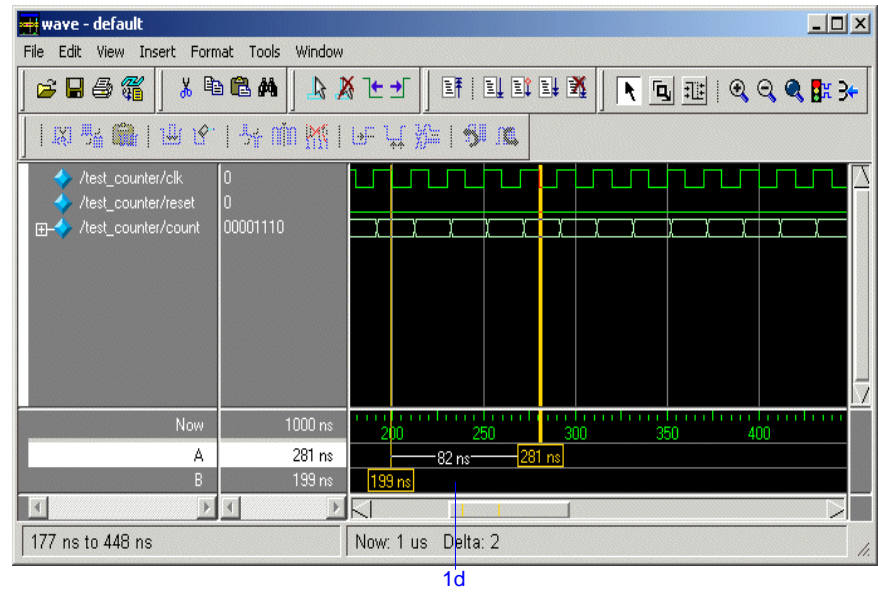 wave - default
File Edit View Insert Format Tools Window
/test_counter/clk 0
/test_counter/reset 0
/test_counter/count 00001110
Now 1000 ns 200 250 300 350 400
A 281 ns 82 ns 281 ns
B 199 ns 199 ns
177 ns to 448 ns Now: 1 us Delta: 2
1d